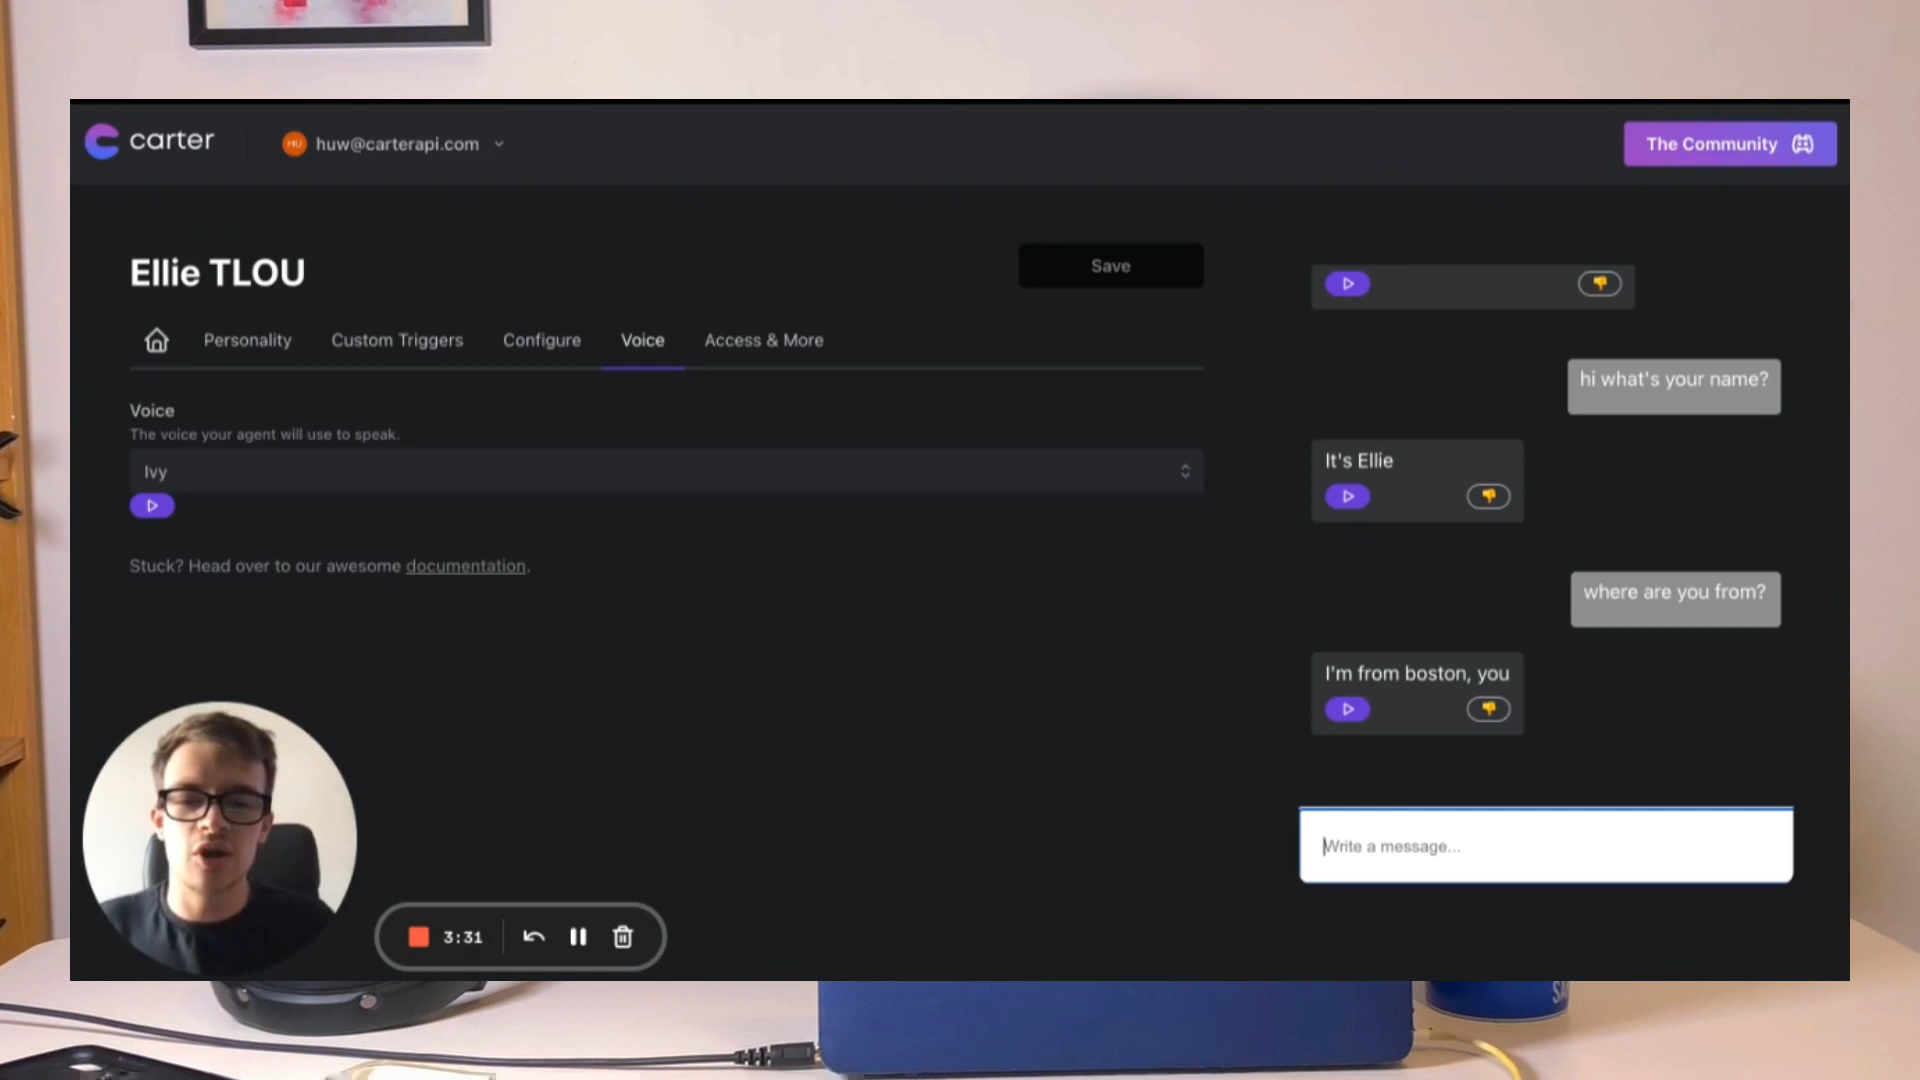 carter
HU
huw@carterapi.com
The Community
Ellie TLOU
Save
Personality
Custom Triggers
Configure
Voice
Access & More
Voice
The voice your agent will use to speak.
Ivy
Stuck? Head over to our awesome documentation.
hi what's your name?
It's Ellie
where are you from?
I'm from boston, you
Write a message...
3:31